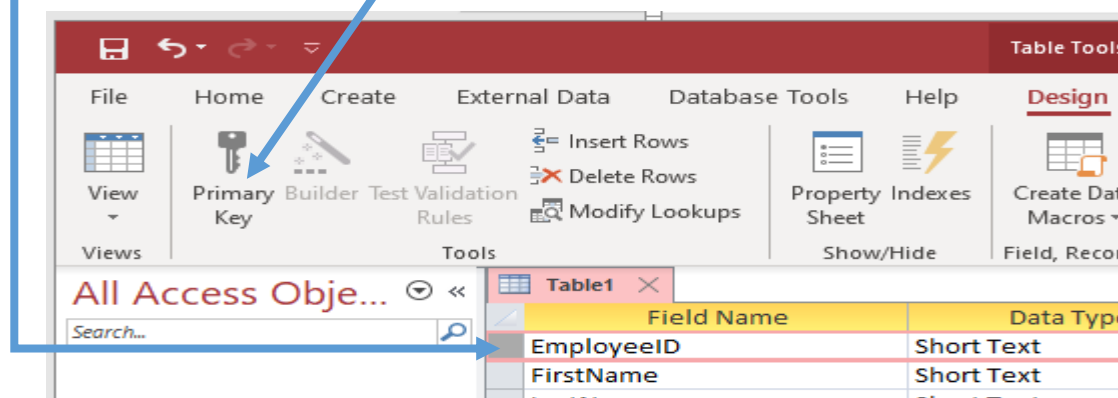 Table Tools
File Home Create External Data Database Tools Help Design
Insert Rows
Delete Rows
Modify Lookups
View
Primary Key
Builder
Test Validation Rules
Property Sheet
Indexes
Create Dat
Macros
Views Tools Show/Hide Field, Recor
All Access Obje...
Search...
Table1
Field Name Data Type
EmployeeID Short Text
FirstName Short Text